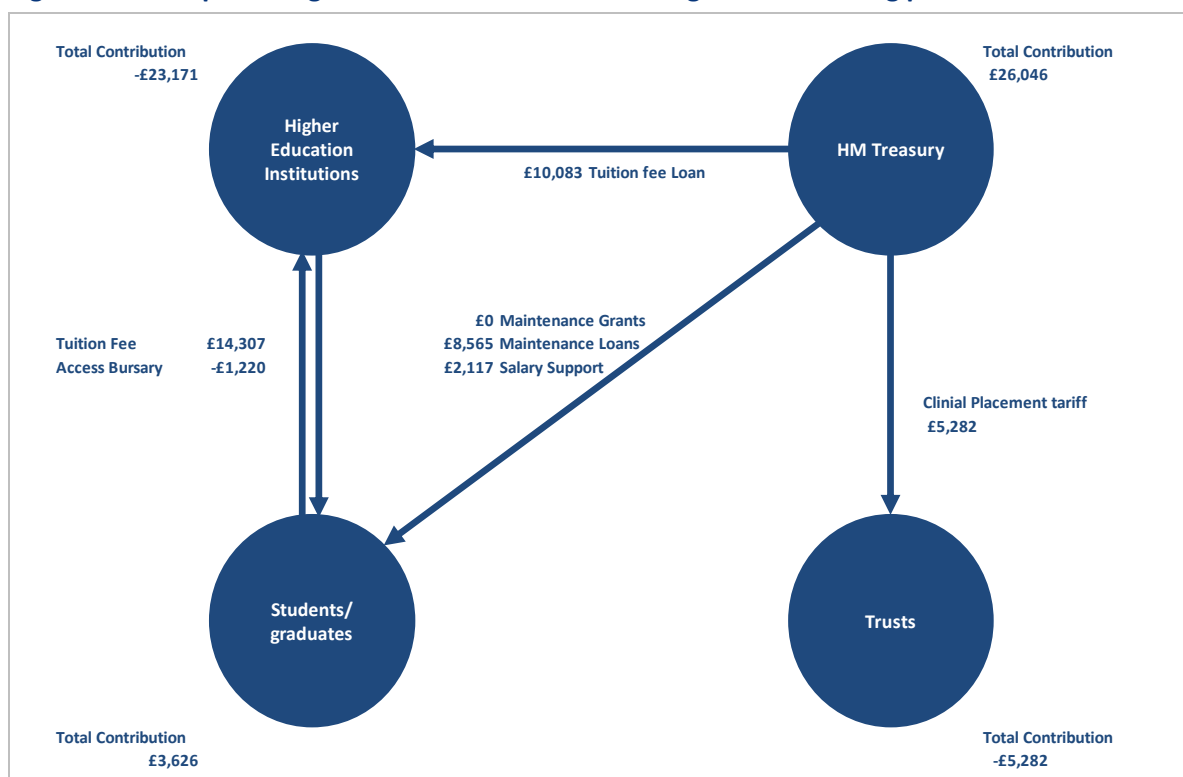 Total Contribution
-£23,171
Higher
Education
Institutions
HM Treasury
Total Contribution
£26,046
£10,083 Tuition fee Loan
£0 Maintenance Grants
£8,565 Maintenance Loans
£2,117 Salary Support
Tuition Fee £14,307
Access Bursary -£1,220
Clinial Placement tariff
£5,282
Students/
graduates
Trusts
Total Contribution
£3,626
Total Contribution
-£5,282